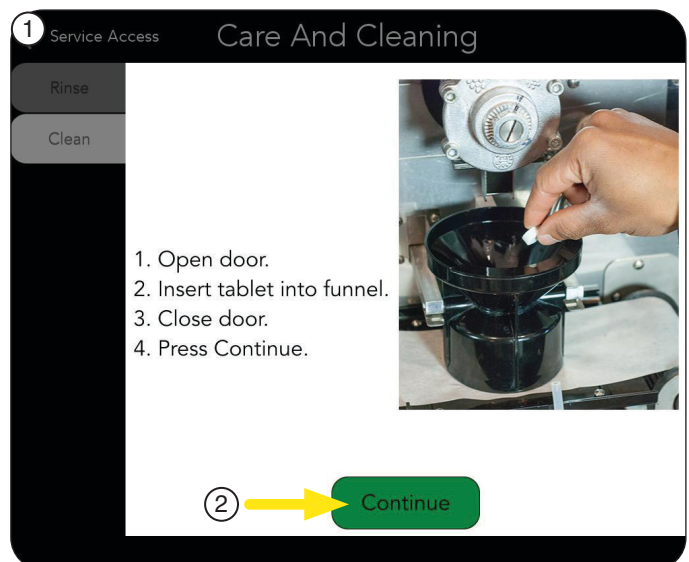 1
Service Access
Care And Cleaning
Rinse
Clean
1. Open door.
2. Insert tablet into funnel.
3. Close door.
4. Press Continue.
2
Continue